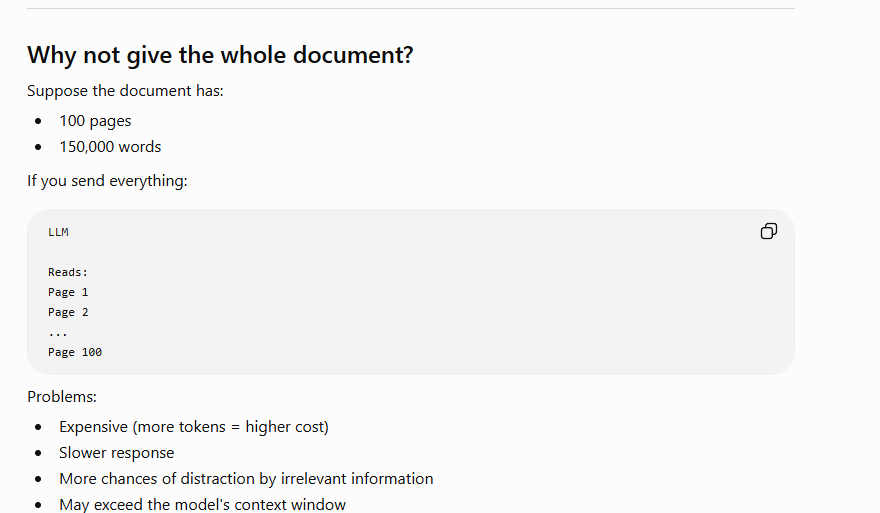 Why not give the whole document?
Suppose the document has:
• 100 pages
• 150,000 words
If you send everything:
LLM
Reads:
Page 1
Page 2
...
Page 100
Problems:
• Expensive (more tokens = higher cost)
• Slower response
• More chances of distraction by irrelevant information
• May exceed the model's context window